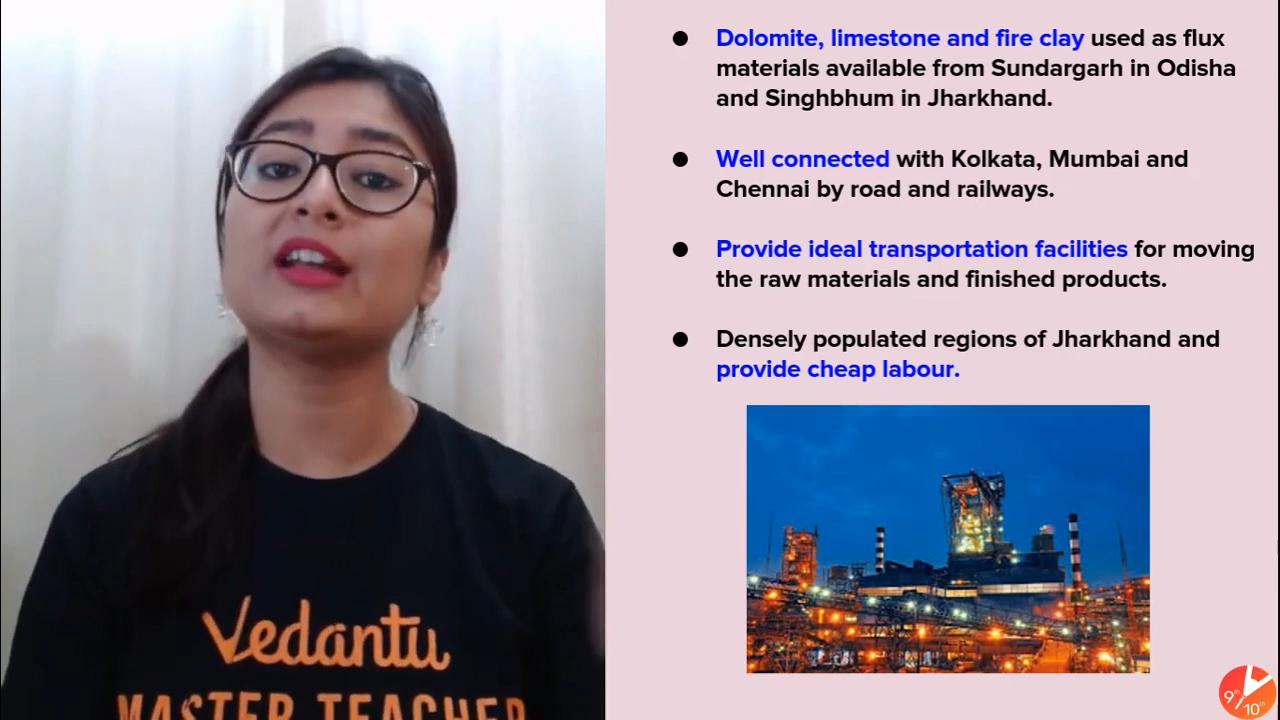 Dolomite, limestone and fire clay used as flux
materials available from Sundargarh in Odisha
and Singhbhum in Jharkhand.
Well connected with Kolkata, Mumbai and
Chennai by road and railways.
Provide ideal transportation facilities for moving
the raw materials and finished products.
Densely populated regions of Jharkhand and
provide cheap labour.
Vedantu
MASTER TEACHER
9th/10th